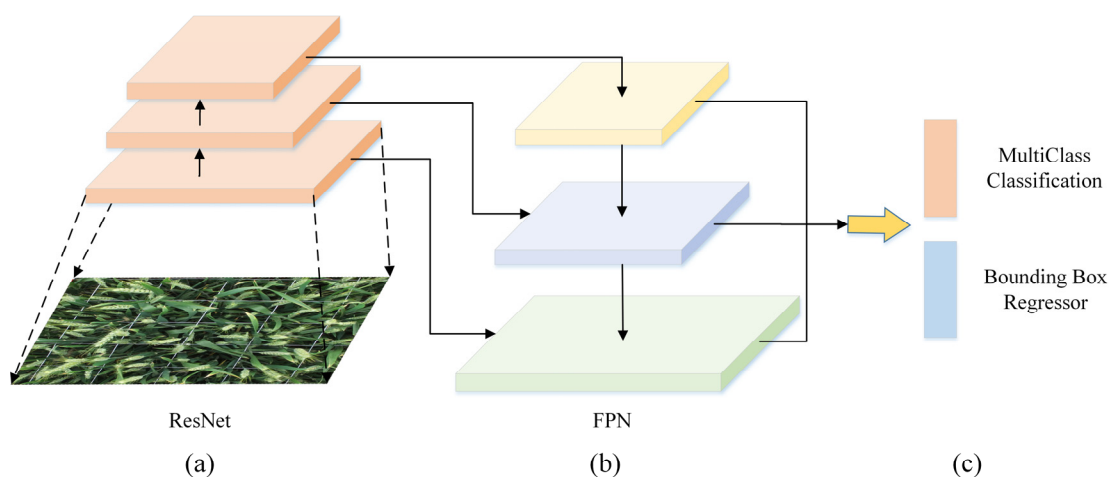 MultiClass
Classification
Bounding Box
Regressor
ResNet
FPN
(a)
(b)
(c)